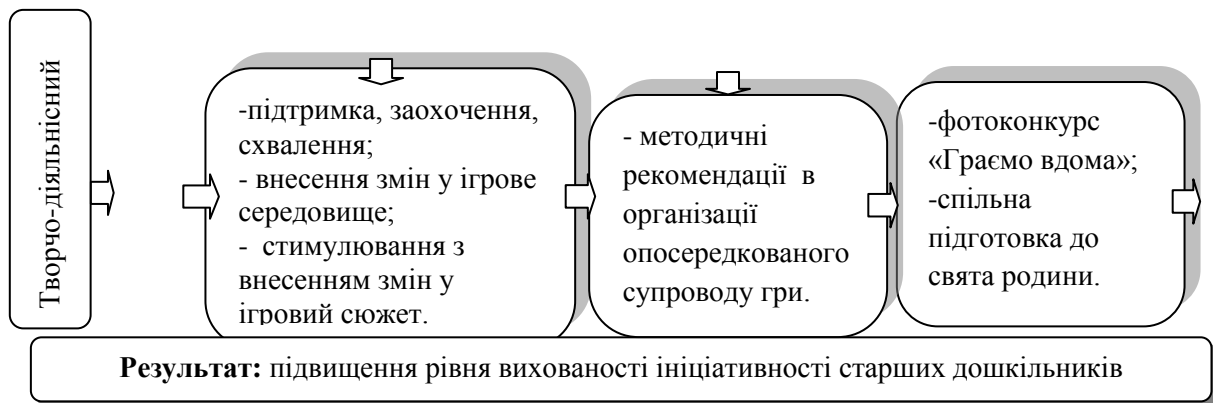 Творчо-діяльнісний
-підтримка, заохочення,
схвалення;
- внесення змін у ігрове
середовище;
- стимулювання з
внесенням змін у
ігровий сюжет.
- методичні
рекомендації в
організації
опосередкованого
супроводу гри.
-фотоконкурс
«Граємо вдома»;
-спільна
підготовка до
свята родини.
Результат: підвищення рівня вихованості ініціативності старших дошкільників